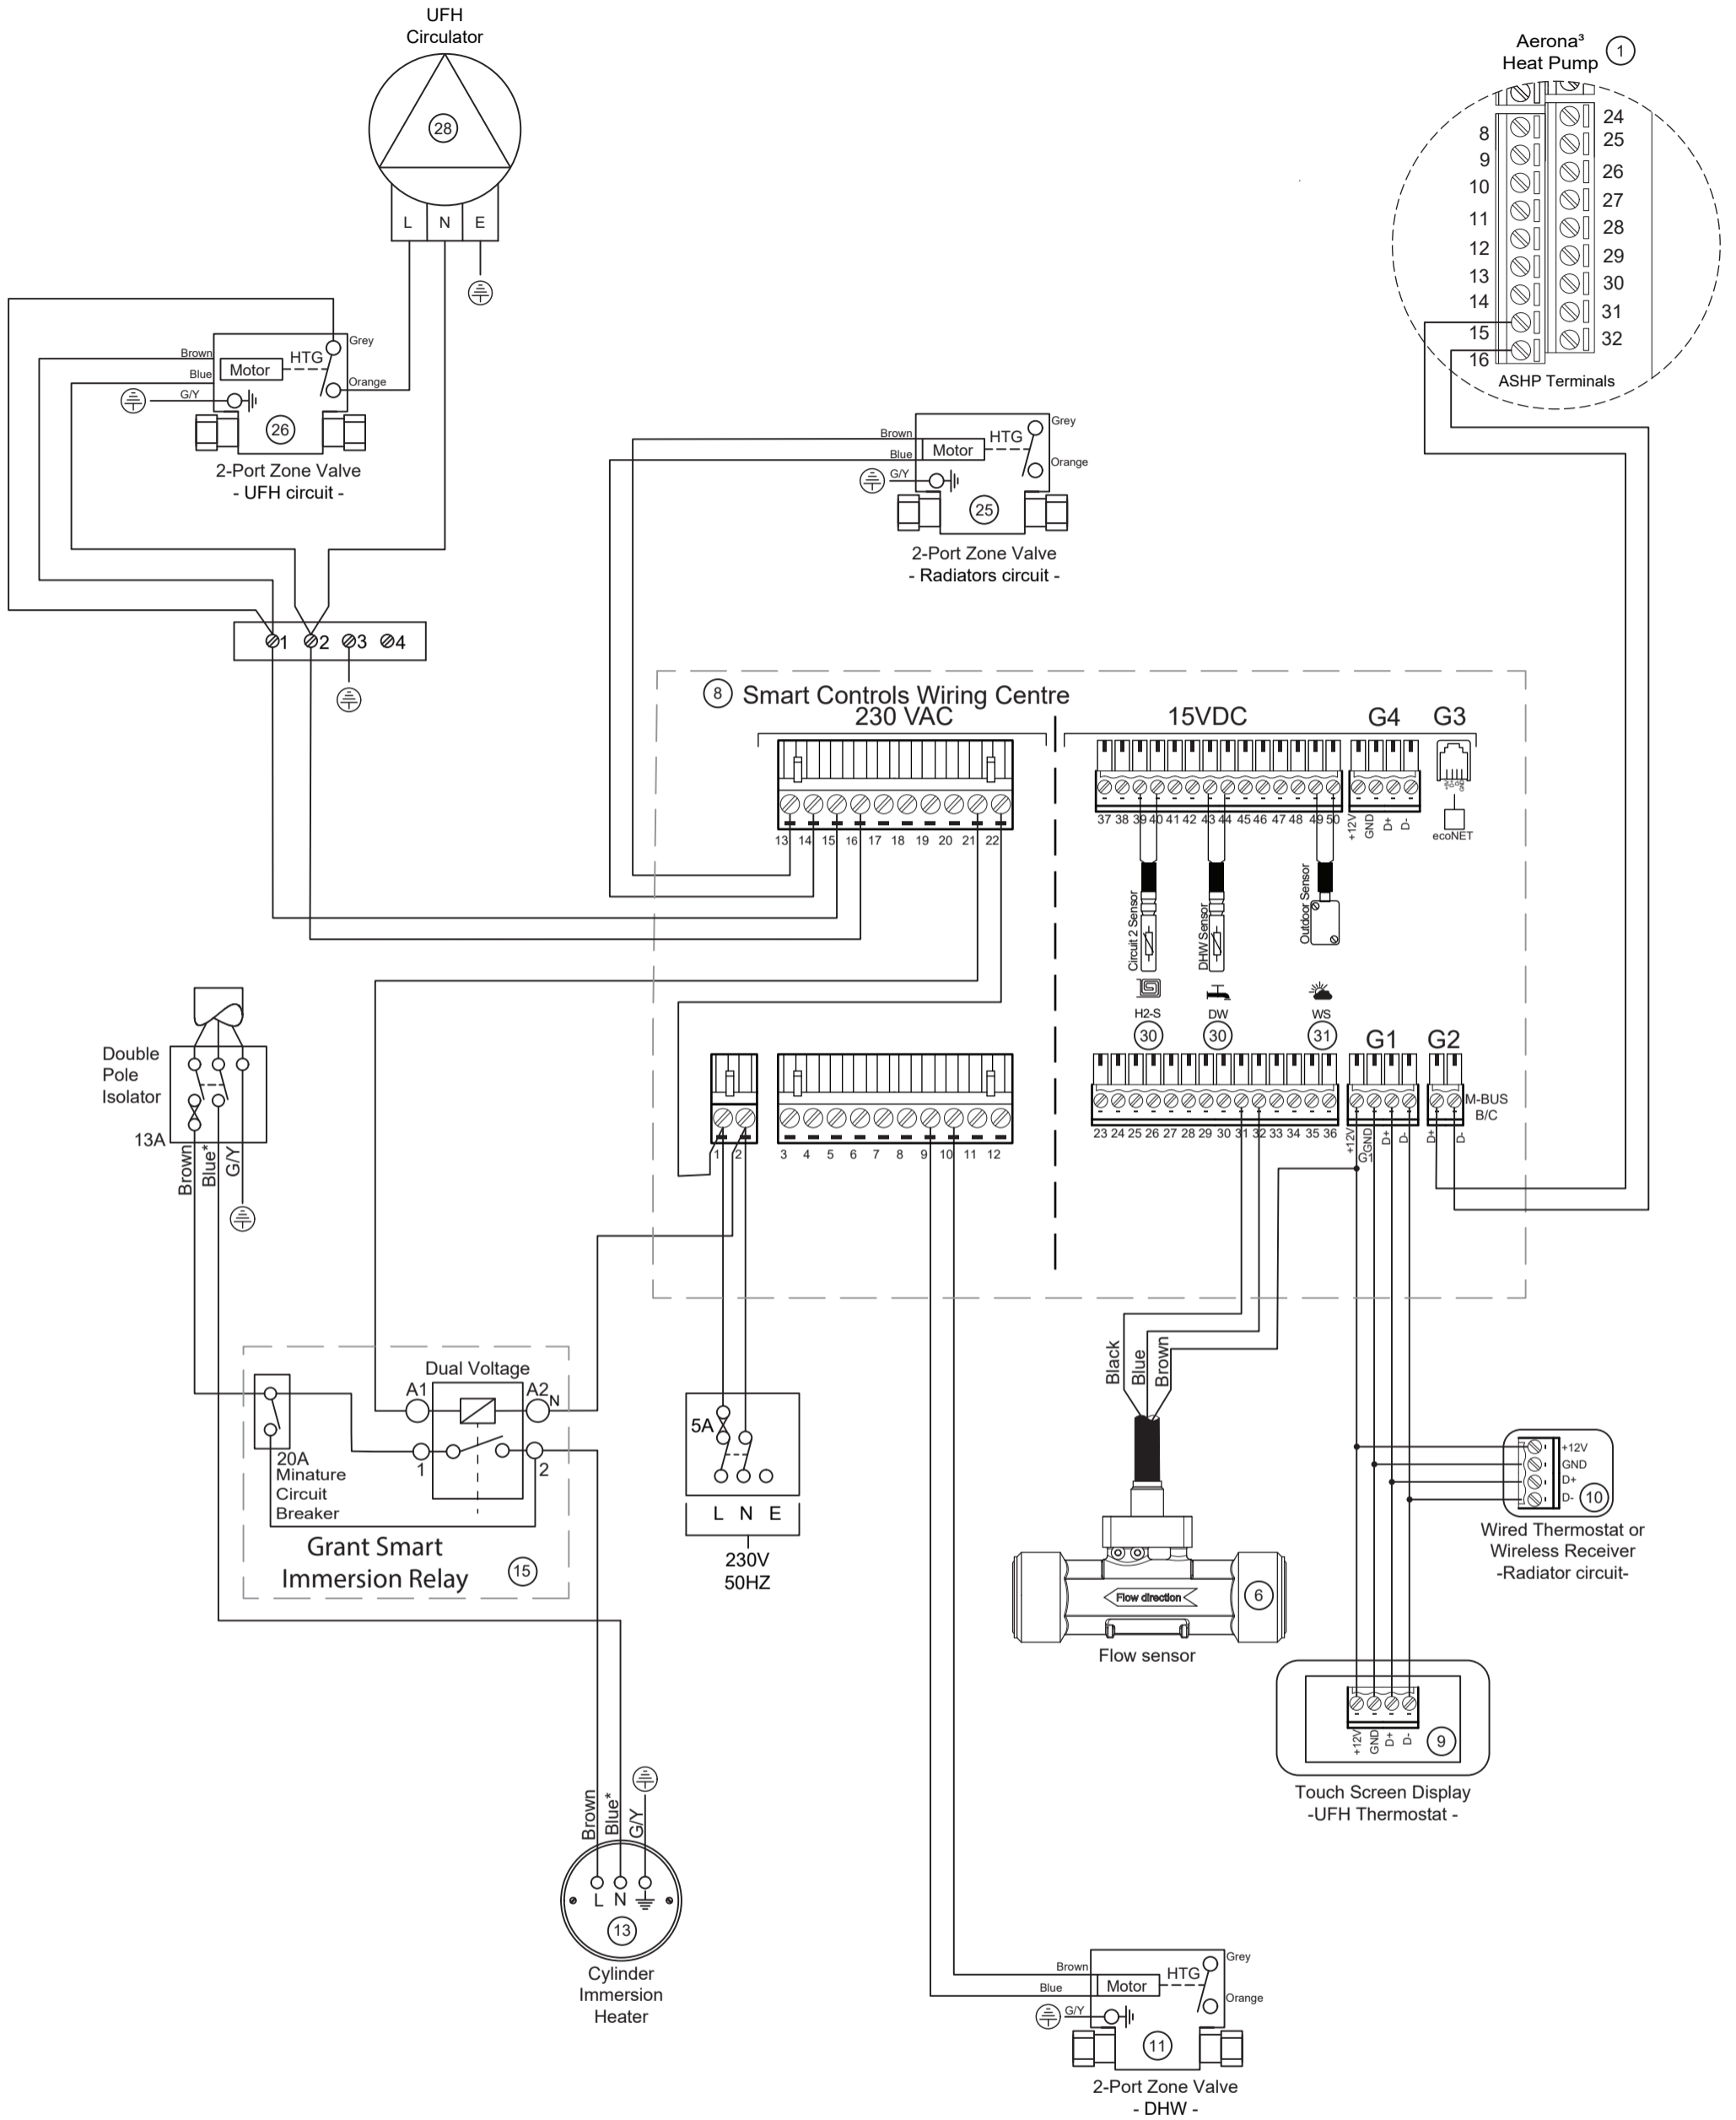 UFH
Circulator
28
L N E
Aerona³
Heat Pump
1
8
9
10
11
12
13
14
15
16
24
25
26
27
28
29
30
31
32
ASHP Terminals
Brown
Blue
G/Y
Motor
HTG
Grey
Orange
26
2-Port Zone Valve
- UFH circuit -
Brown
Blue
G/Y
Motor
HTG
Grey
Orange
25
2-Port Zone Valve
- Radiators circuit -
1 2 3 4
8 Smart Controls Wiring Centre
230 VAC
15VDC
G4
G3
13 14 15 16 17 18 19 20 21 22
37 38 39 40 41 42 43 44 45 46 47 48 49 50
+12V
GND
D+
D-
ecoNET
Circuit 2 Sensor
DHW Sensor
Outdoor Sensor
H2-S
DW
WS
30
30
31
G1
G2
1 2
3 4 5 6 7 8 9 10 11 12
23 24 25 26 27 28 29 30 31 32 33 34 35 36
+12V
GND
D+
D-
G1
D+
D-
M-BUS
B/C
Double
Pole
Isolator
13A
Brown
Blue*
G/Y
Dual Voltage
A1
A2
N
1
2
20A
Minature
Circuit
Breaker
Grant Smart
Immersion Relay
15
5A
L N E
230V
50HZ
Black
Blue
Brown
Flow direction
6
Flow sensor
+12V
GND
D+
D-
10
Wired Thermostat or
Wireless Receiver
-Radiator circuit-
+12V
GND
D+
D-
9
Touch Screen Display
-UFH Thermostat -
Brown
Blue*
G/Y
L N
13
Cylinder
Immersion
Heater
Brown
Blue
G/Y
Motor
HTG
Grey
Orange
11
2-Port Zone Valve
- DHW -